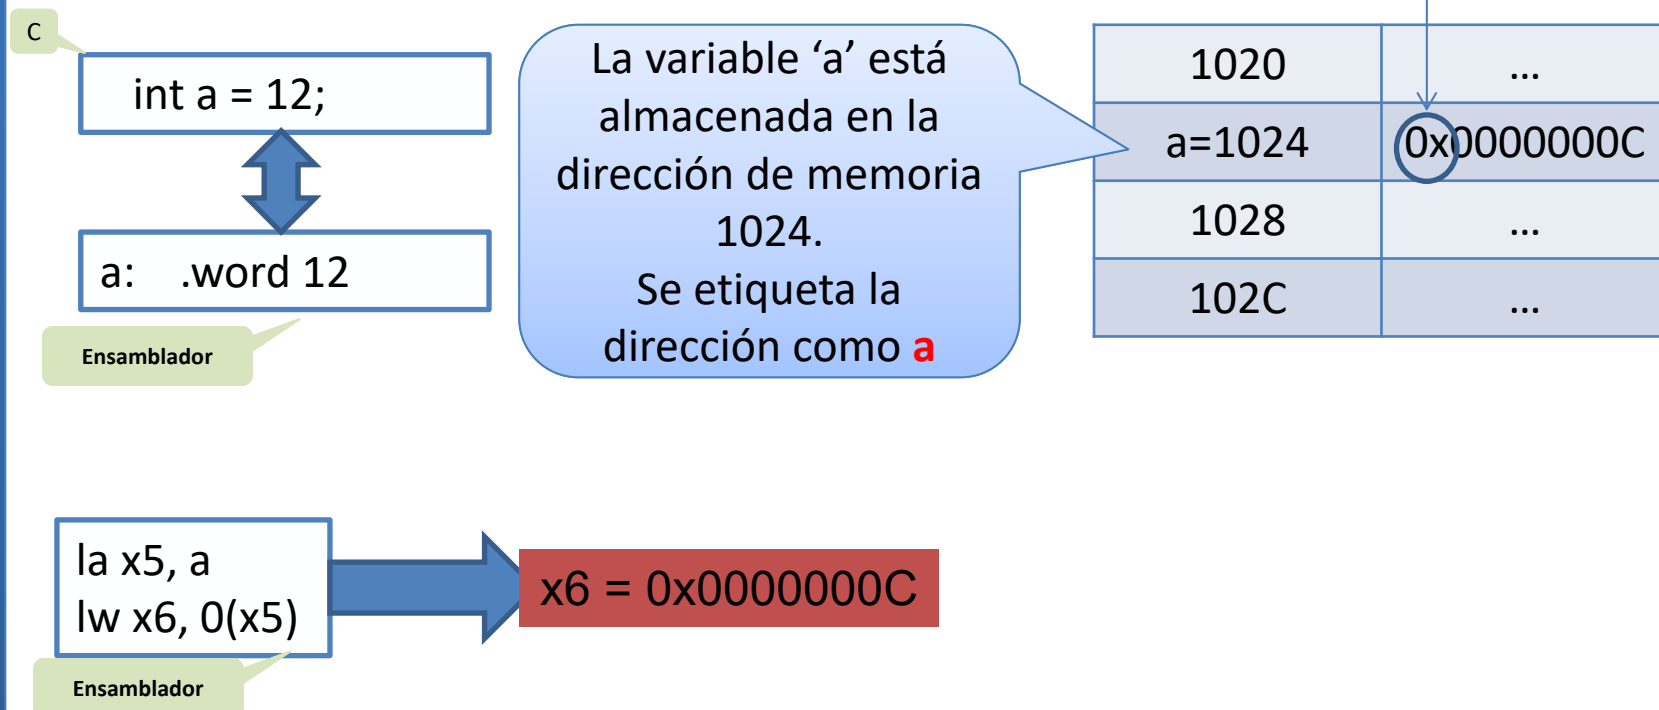 C
int a = 12;
a: .word 12
Ensamblador
La variable ‘a’ está
almacenada en la
dirección de memoria
1024.
Se etiqueta la
dirección como a
1020 ...
a=1024 0x0000000C
1028 ...
102C ...
la x5, a
lw x6, 0(x5)
Ensamblador
x6 = 0x0000000C